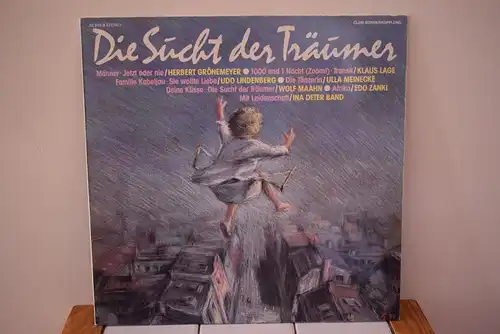 CLUB-SONDERAUFLAGE
Die Sucht der Träumer
Männer · Jetzt oder nie/HERBERT GRÖNEMEYER ● 1000 und 1 Nacht (Zoom!) · Transit/KLAUS LAGE
Familie Kabeljau · Sie wollte Liebe/UDO LINDENBERG ● Die Tänzerin/ULLA MEINECKE
Deine Küsse · Die Sucht der Träumer/WOLF MAAHN ● Afrika/EDO ZANKI
Mit Leidenschaft/INA DETER BAND